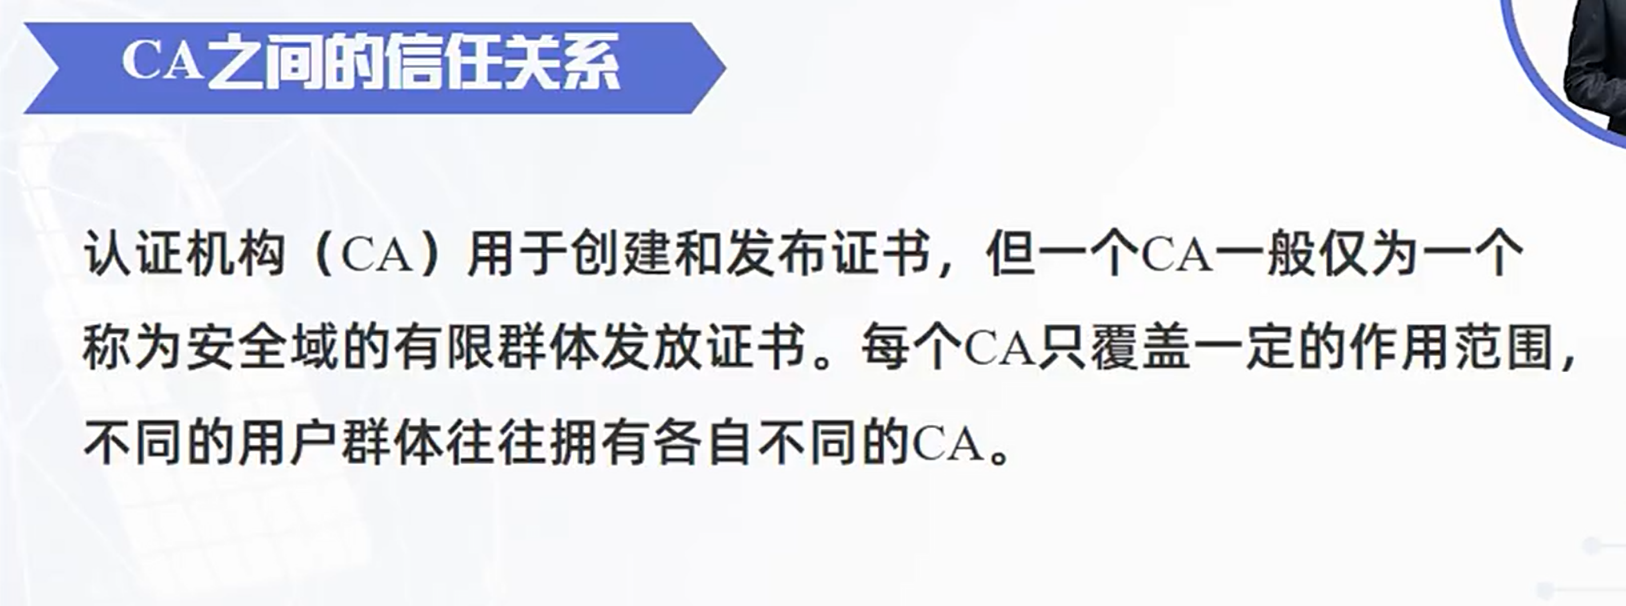 CA之间的信任关系
认证机构（CA）用于创建和发布证书，但一个CA一般仅为一个
称为安全域的有限群体发放证书。每个CA只覆盖一定的作用范围，
不同的用户群体往往拥有各自不同的CA。